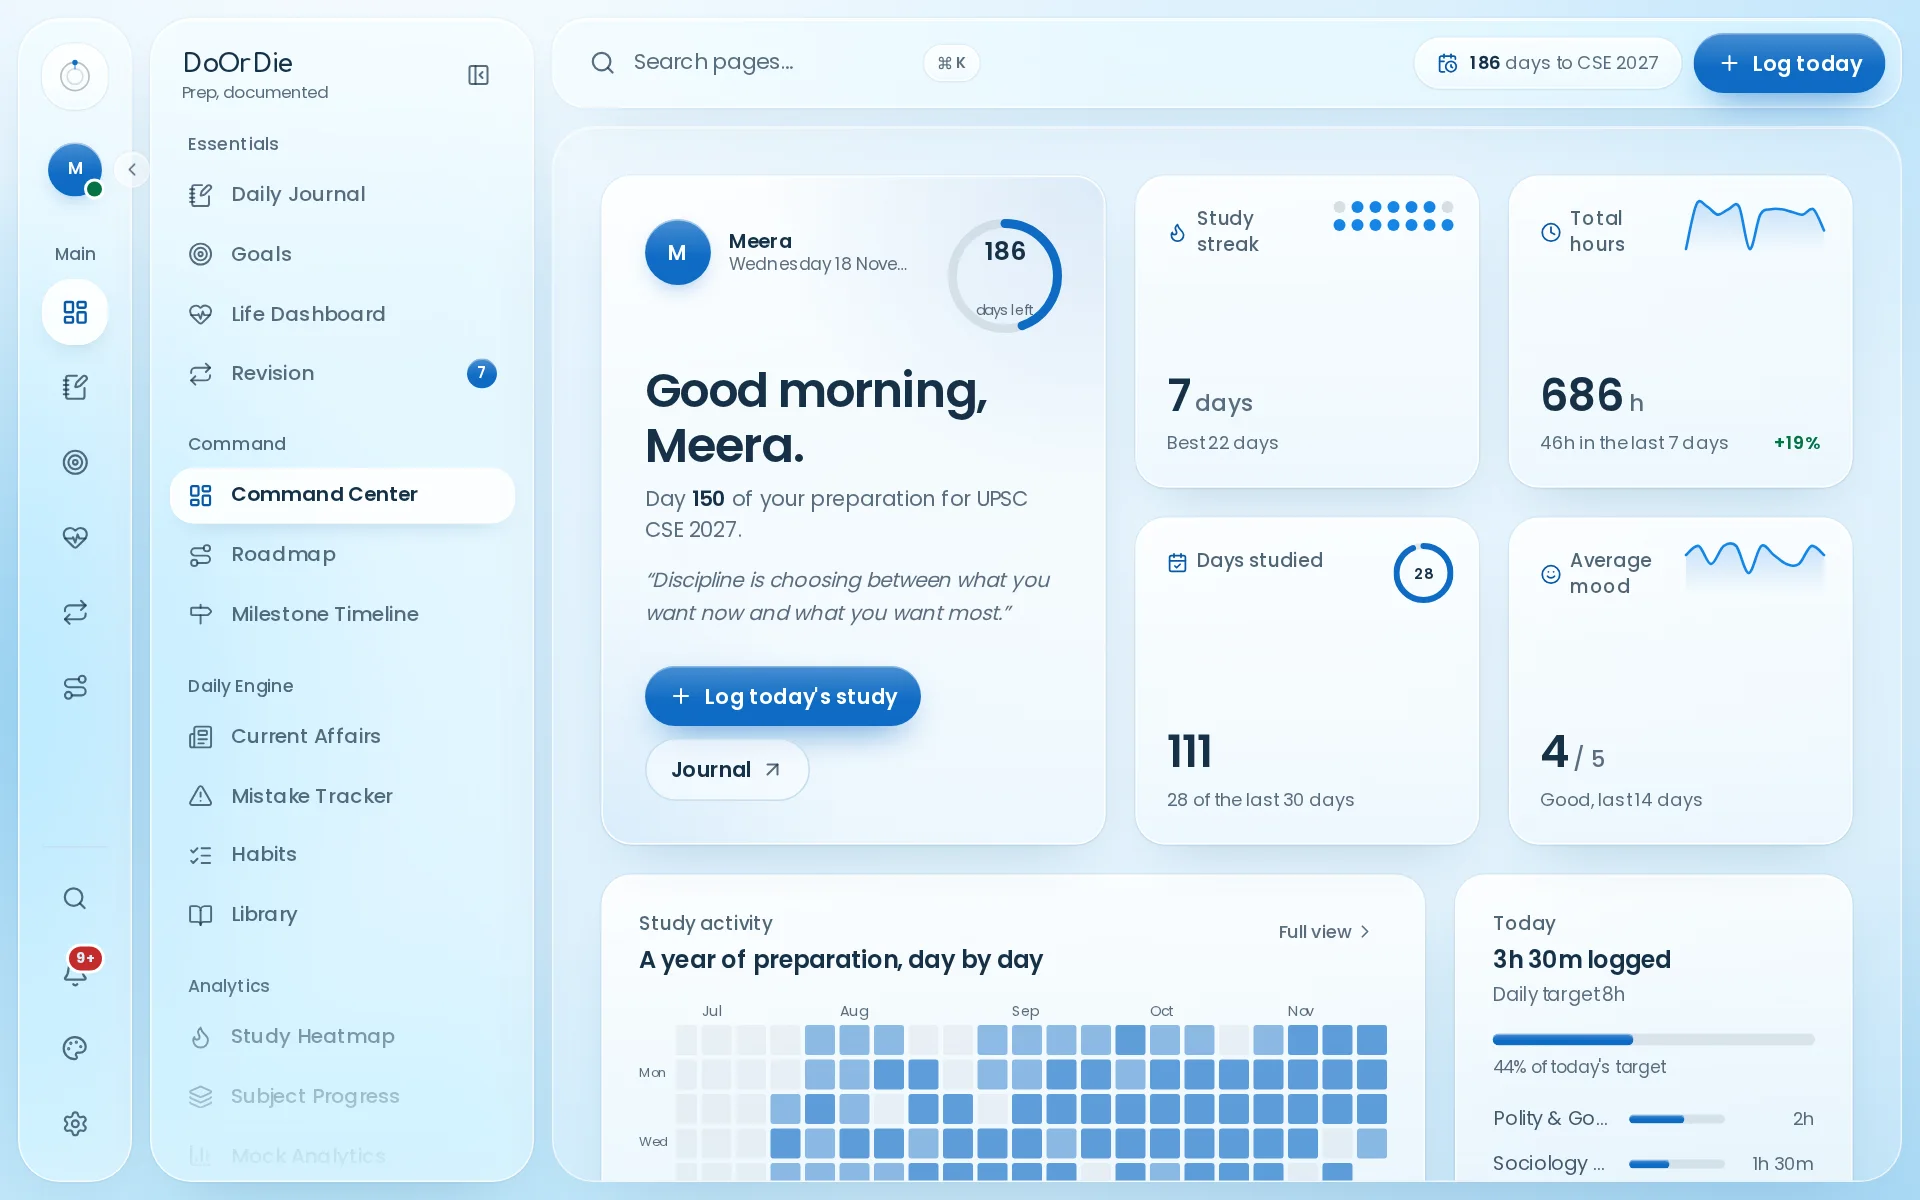 M
Main
9+
DoOrDie
Prep, documented
Essentials
Daily Journal
Goals
Life Dashboard
Revision
7
Command
Command Center
Roadmap
Milestone Timeline
Daily Engine
Current Affairs
Mistake Tracker
Habits
Library
Analytics
Study Heatmap
Subject Progress
Mock Analytics
Search pages...
⌘ K
186 days to CSE 2027
Log today
M
Meera
Wednesday 18 Nove...
186
days left
Good morning,
Meera.
Day 150 of your preparation for UPSC
CSE 2027.
“Discipline is choosing between what you
want now and what you want most.”
Log today's study
Journal
Study
streak
7 days
Best 22 days
Total
hours
686 h
46h in the last 7 days
+19%
Days studied
28
111
28 of the last 30 days
Average
mood
4 / 5
Good, last 14 days
Study activity
A year of preparation, day by day
Full view
Jul
Aug
Sep
Oct
Nov
Mon
Wed
Today
3h 30m logged
Daily target 8h
44% of today's target
Polity & Go...
2h
Sociology ...
1h 30m